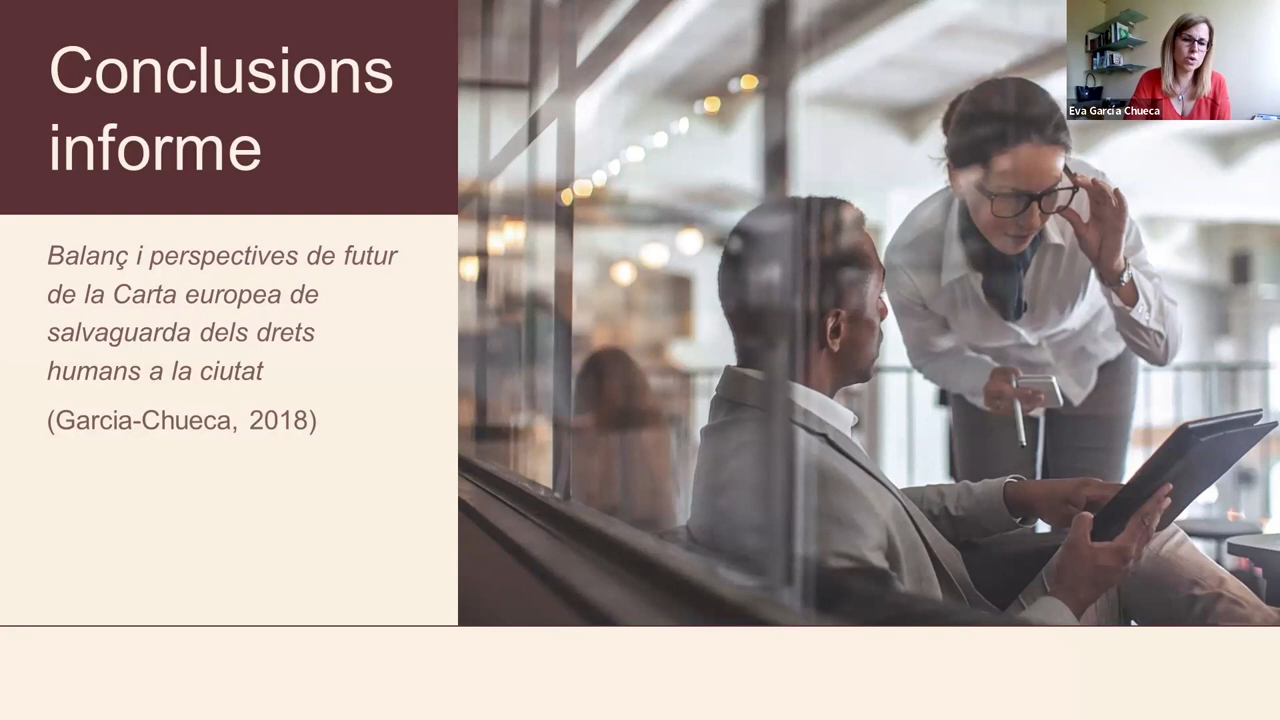 Conclusions
informe
Balanç i perspectives de futur
de la Carta europea de
salvaguarda dels drets
humans a la ciutat
(Garcia-Chueca, 2018)
Eva García Chueca